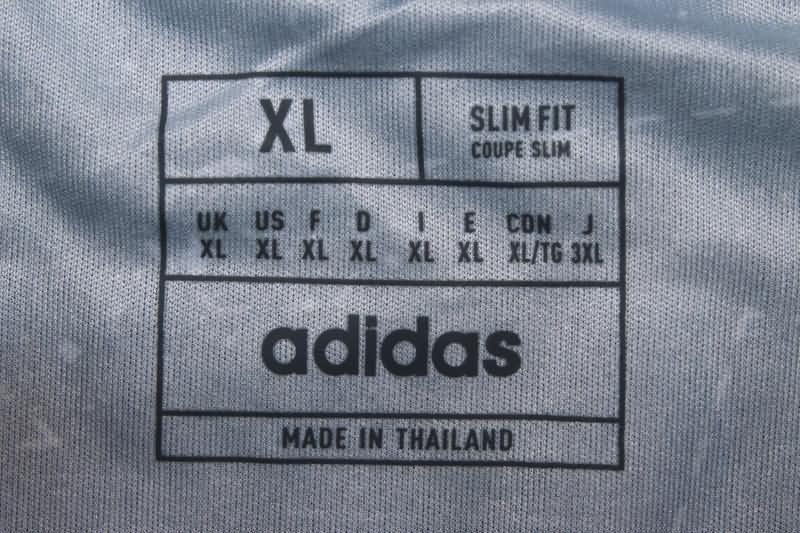 XL
SLIM FIT
COUPE SLIM
UK US F D I E CDN J
XL XL XL XL XL XL XL/TG 3XL
adidas
MADE IN THAILAND